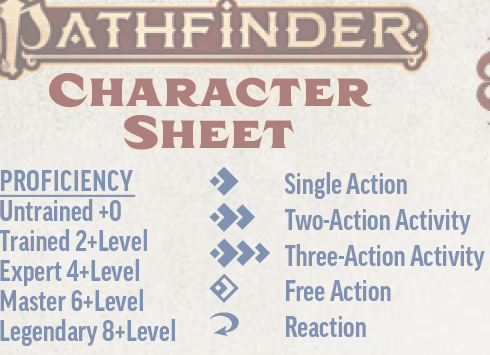 PATHFINDER
CHARACTER
SHEET
PROFICIENCY
Untrained +0
Trained 2+Level
Expert 4+Level
Master 6+Level
Legendary 8+Level
Single Action
Two-Action Activity
Three-Action Activity
Free Action
Reaction